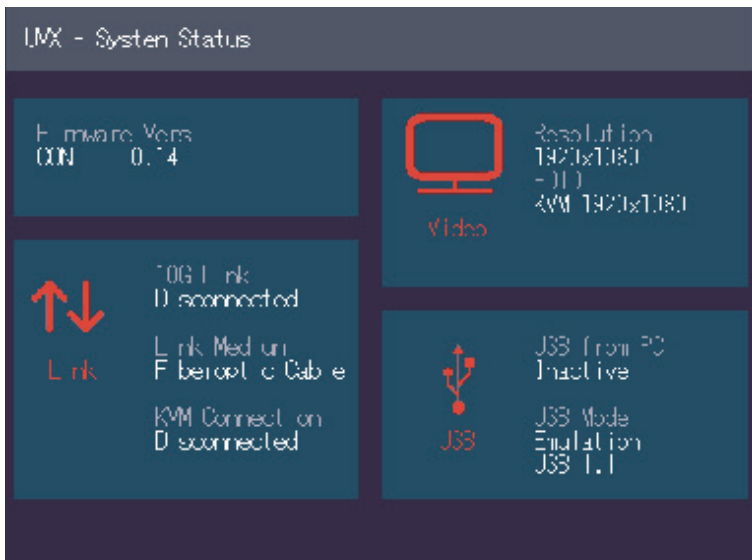 UMX - System Status
Firmware Vers
CON 0.14
Resolution
1920x1080
EDID
KVM 1920x1080
Video
10G Link
Disconnected
Link Medium
Fiberoptic Cable
KVM Connection
Disconnected
Link
USB from PC
Inactive
USB Mode
Emulation
USB 1.1
USB